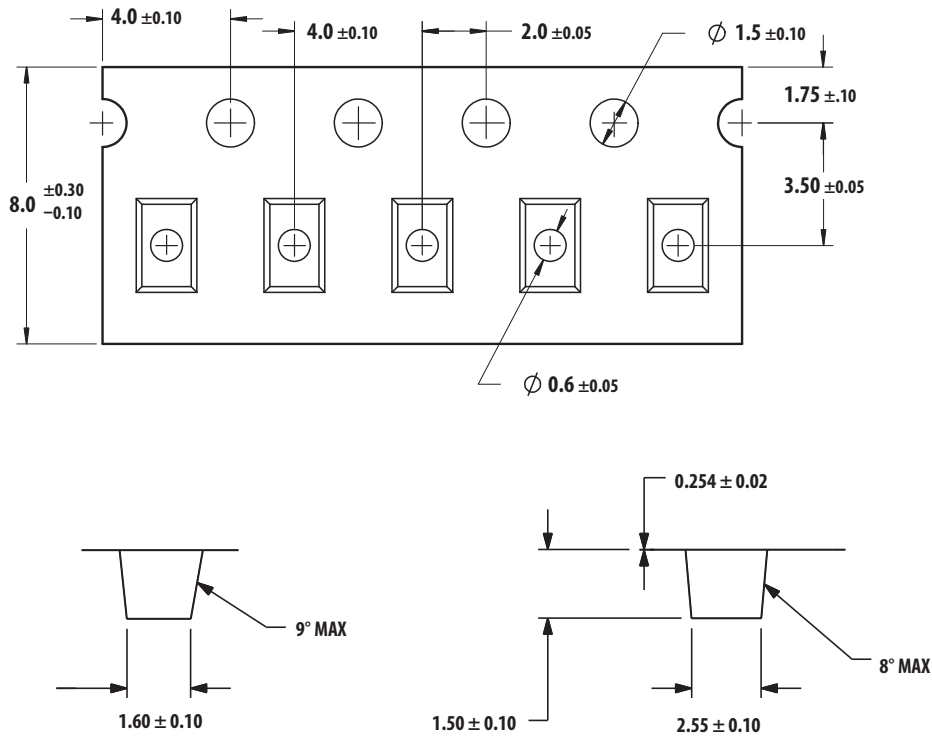 4.0 ±0.10
4.0 ±0.10
2.0 ±0.05
Ø 1.5 ±0.10
1.75 ±.10
3.50 ±0.05
8.0 ±0.30
−0.10
Ø 0.6 ±0.05
0.254 ± 0.02
9° MAX
8° MAX
1.60 ± 0.10
1.50 ± 0.10
2.55 ± 0.10